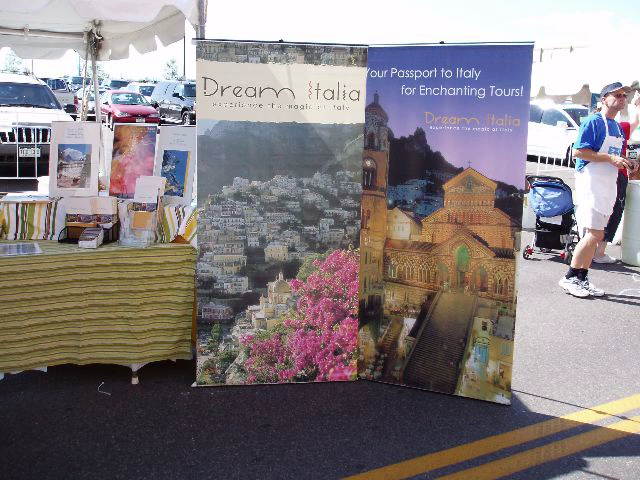 Dream Italia
experience the magic of Italy
Your Passport to Italy
for Enchanting Tours!
Dream Italia
experience the magic of Italy